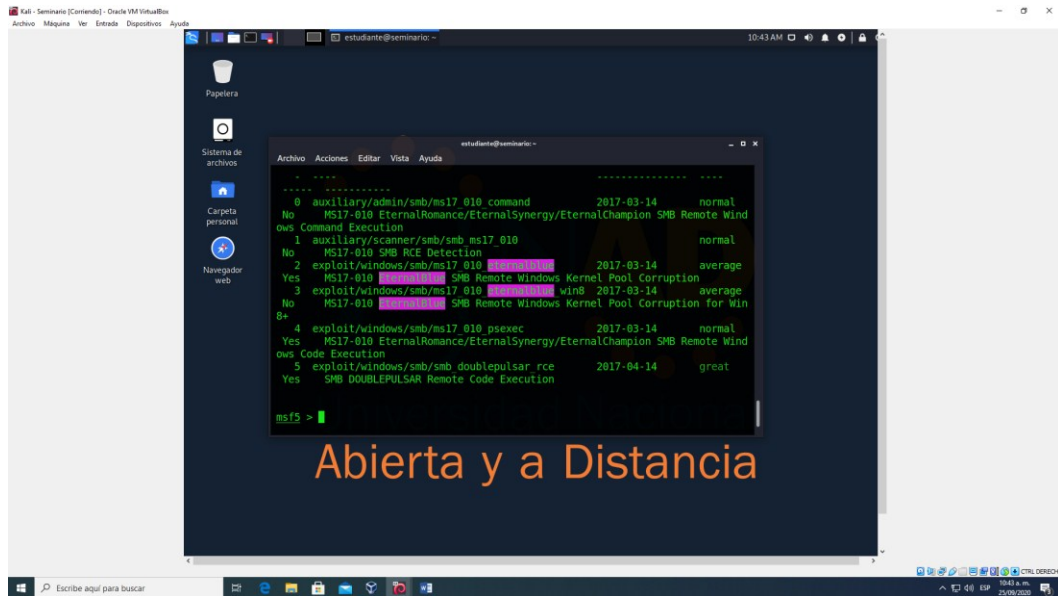 Kali - Seminario [Corriendo] - Oracle VM VirtualBox
Archivo Máquina Ver Entrada Dispositivos Ayuda
estudiante@seminario: ~
10:43 AM
Papelera
Sistema de
archivos
Carpeta
personal
Navegador
web
estudiante@seminario: ~
Archivo Acciones Editar Vista Ayuda
- ---- --------------- ----
----- -----------
0 auxiliary/admin/smb/ms17_010_command 2017-03-14 normal
No MS17-010 EternalRomance/EternalSynergy/EternalChampion SMB Remote Wind
ows Command Execution
1 auxiliary/scanner/smb/smb_ms17_010 normal
No MS17-010 SMB RCE Detection
2 exploit/windows/smb/ms17_010_eternalblue 2017-03-14 average
Yes MS17-010 EternalBlue SMB Remote Windows Kernel Pool Corruption
3 exploit/windows/smb/ms17_010_eternalblue_win8 2017-03-14 average
No MS17-010 EternalBlue SMB Remote Windows Kernel Pool Corruption for Win
8+
4 exploit/windows/smb/ms17_010_psexec 2017-03-14 normal
Yes MS17-010 EternalRomance/EternalSynergy/EternalChampion SMB Remote Wind
ows Code Execution
5 exploit/windows/smb/smb_doublepulsar_rce 2017-04-14 great
Yes SMB DOUBLEPULSAR Remote Code Execution
msf5 >
Universidad Nacional
Abierta y a Distancia
CTRL DERECH
Escribe aquí para buscar
ESP
10:43 a. m.
25/09/2020